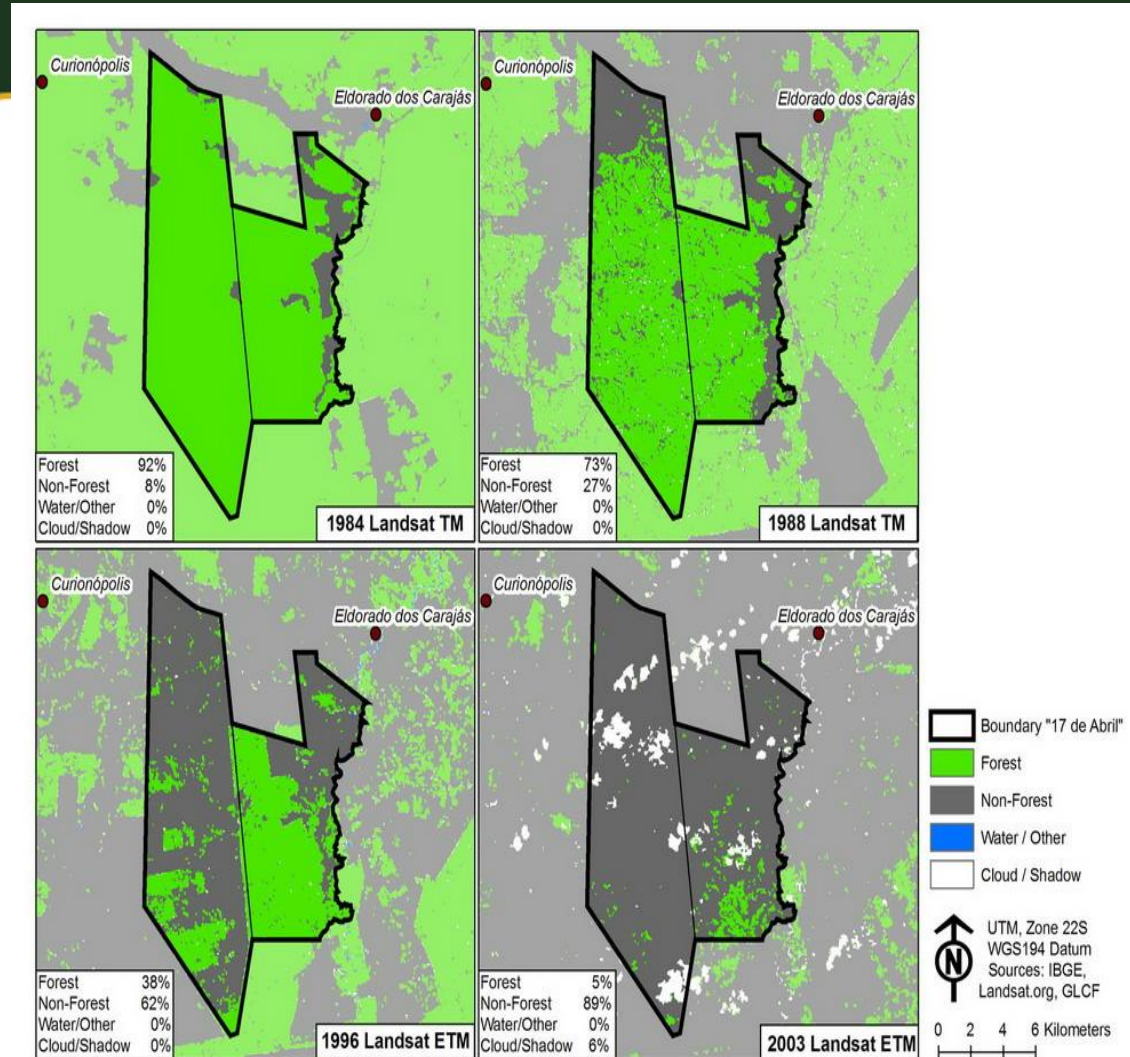 Curionópolis
Eldorado dos Carajás
Forest 92%
Non-Forest 8%
Water/Other 0%
Cloud/Shadow 0%
1984 Landsat TM
Curionópolis
Eldorado dos Carajás
Forest 73%
Non-Forest 27%
Water/Other 0%
Cloud/Shadow 0%
1988 Landsat TM
Curionópolis
Eldorado dos Carajás
Forest 38%
Non-Forest 62%
Water/Other 0%
Cloud/Shadow 0%
1996 Landsat ETM
Curionópolis
Eldorado dos Carajás
Forest 5%
Non-Forest 89%
Water/Other 0%
Cloud/Shadow 6%
2003 Landsat ETM
Boundary "17 de Abril"
Forest
Non-Forest
Water / Other
Cloud / Shadow
N
UTM, Zone 22S
WGS194 Datum
Sources: IBGE,
Landsat.org, GLCF
0 2 4 6 Kilometers